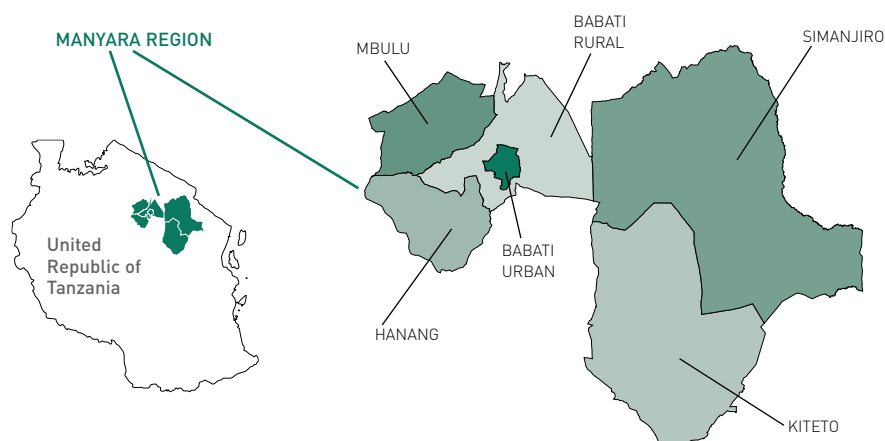 MANYARA REGION
United
Republic of
Tanzania
MBULU
BABATI
RURAL
SIMANJIRO
BABATI
URBAN
HANANG
KITETO